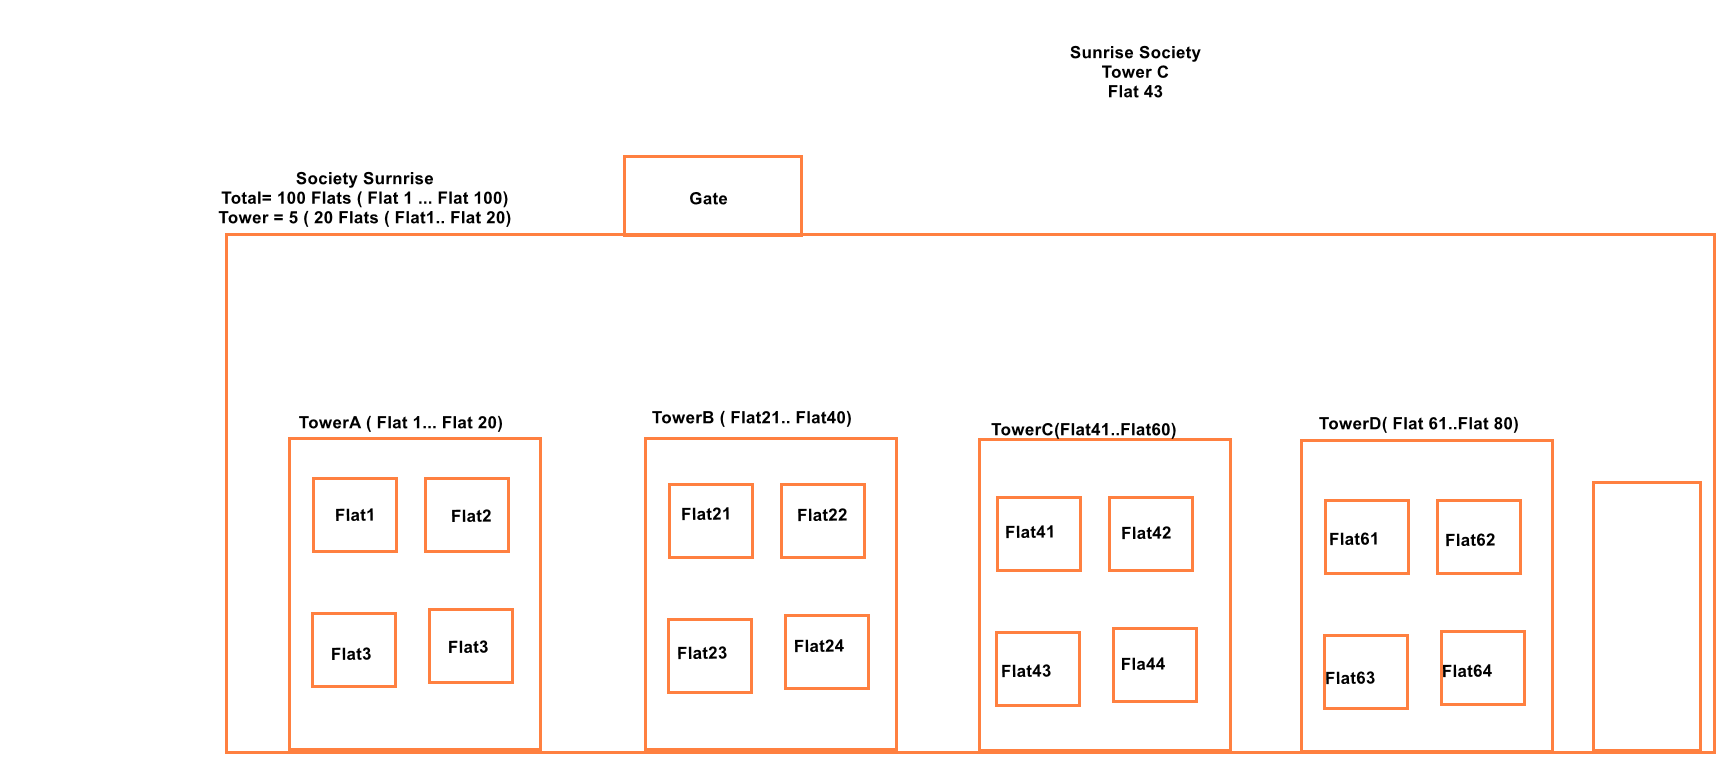 Sunrise Society
Tower C
Flat 43
Society Surnrise
Total= 100 Flats ( Flat 1 ... Flat 100)
Tower = 5 ( 20 Flats ( Flat1.. Flat 20)
Gate
TowerA ( Flat 1... Flat 20)
TowerB ( Flat21.. Flat40)
TowerC(Flat41..Flat60)
TowerD( Flat 61..Flat 80)
Flat1
Flat2
Flat3
Flat3
Flat21
Flat22
Flat23
Flat24
Flat41
Flat42
Flat43
Fla44
Flat61
Flat62
Flat63
Flat64